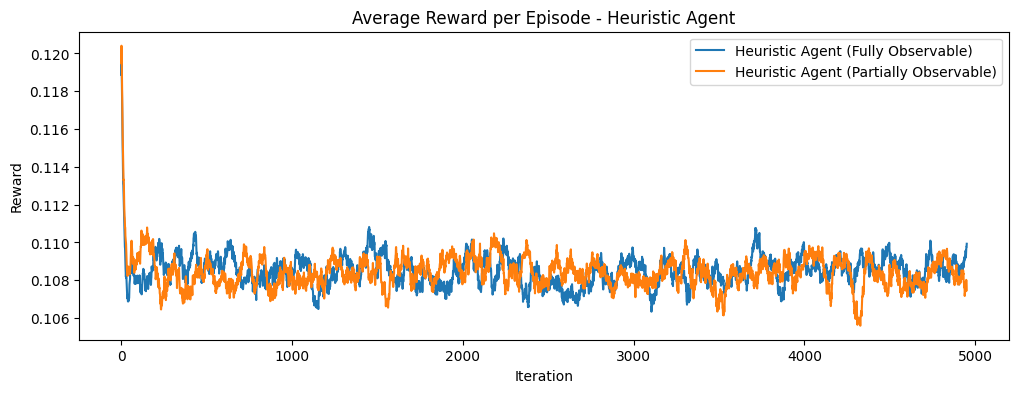 Average Reward per Episode - Heuristic Agent
Heuristic Agent (Fully Observable)
Heuristic Agent (Partially Observable)
Reward
0.120
0.118
0.116
0.114
0.112
0.110
0.108
0.106
0 1000 2000 3000 4000 5000
Iteration